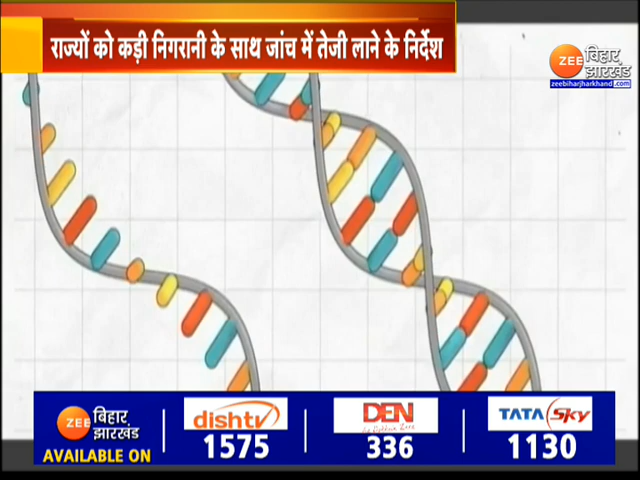 राज्यों को कड़ी निगरानी के साथ जांच में तेजी लाने के निर्देश
ZEE बिहार झारखंड
zeebiharjharkhand.com
ZEE बिहार झारखंड
AVAILABLE ON
dishtv
1575
DEN
336
TATA Sky
1130